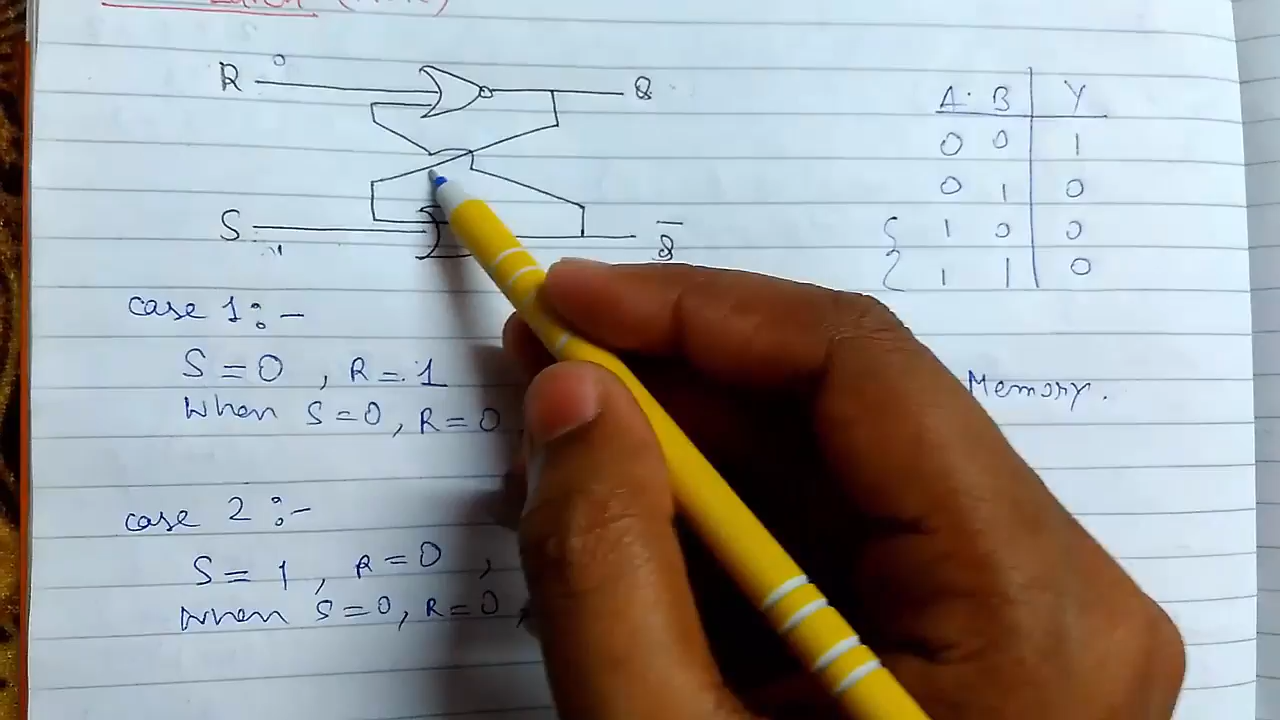 R 0 Q
S Q̅
A B Y
0 0 1
0 1 0
1 0 0
1 1 0
case 1:-
S=0, R=1
When S=0, R=0
Memory.
case 2:-
S=1, R=0,
When S=0, R=0,